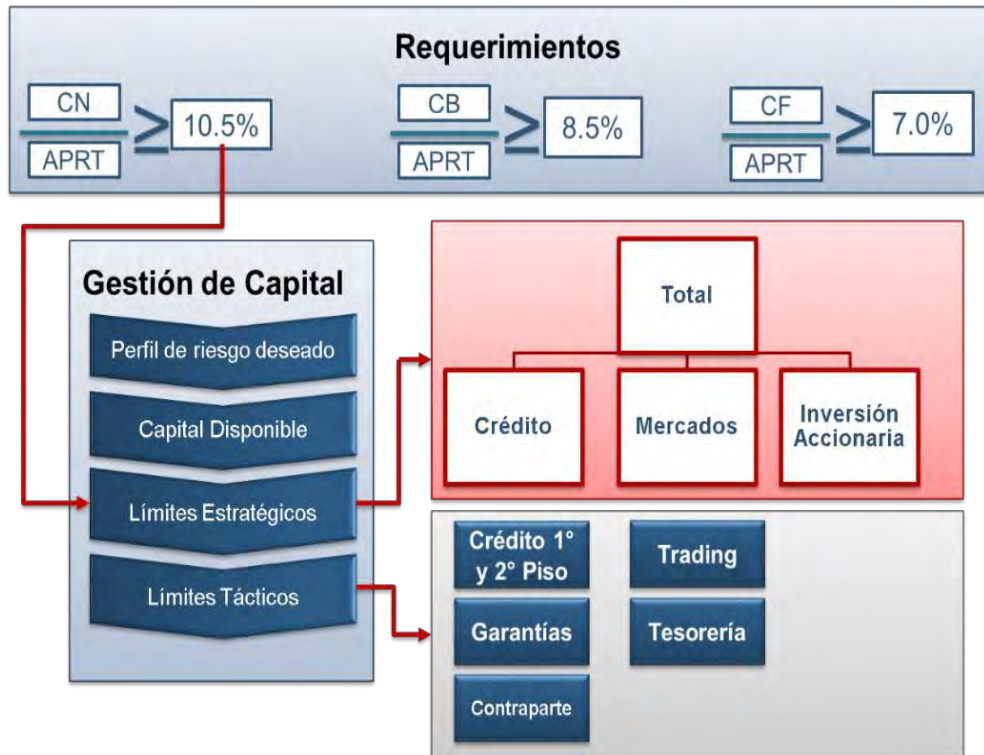 Requerimientos
CN
APRT
≥
10.5%
CB
APRT
≥
8.5%
CF
APRT
≥
7.0%
Gestión de Capital
Perfil de riesgo deseado
Capital Disponible
Límites Estratégicos
Límites Tácticos
Total
Crédito
Mercados
Inversión
Accionaria
Crédito 1°
y 2° Piso
Trading
Garantías
Tesorería
Contraparte